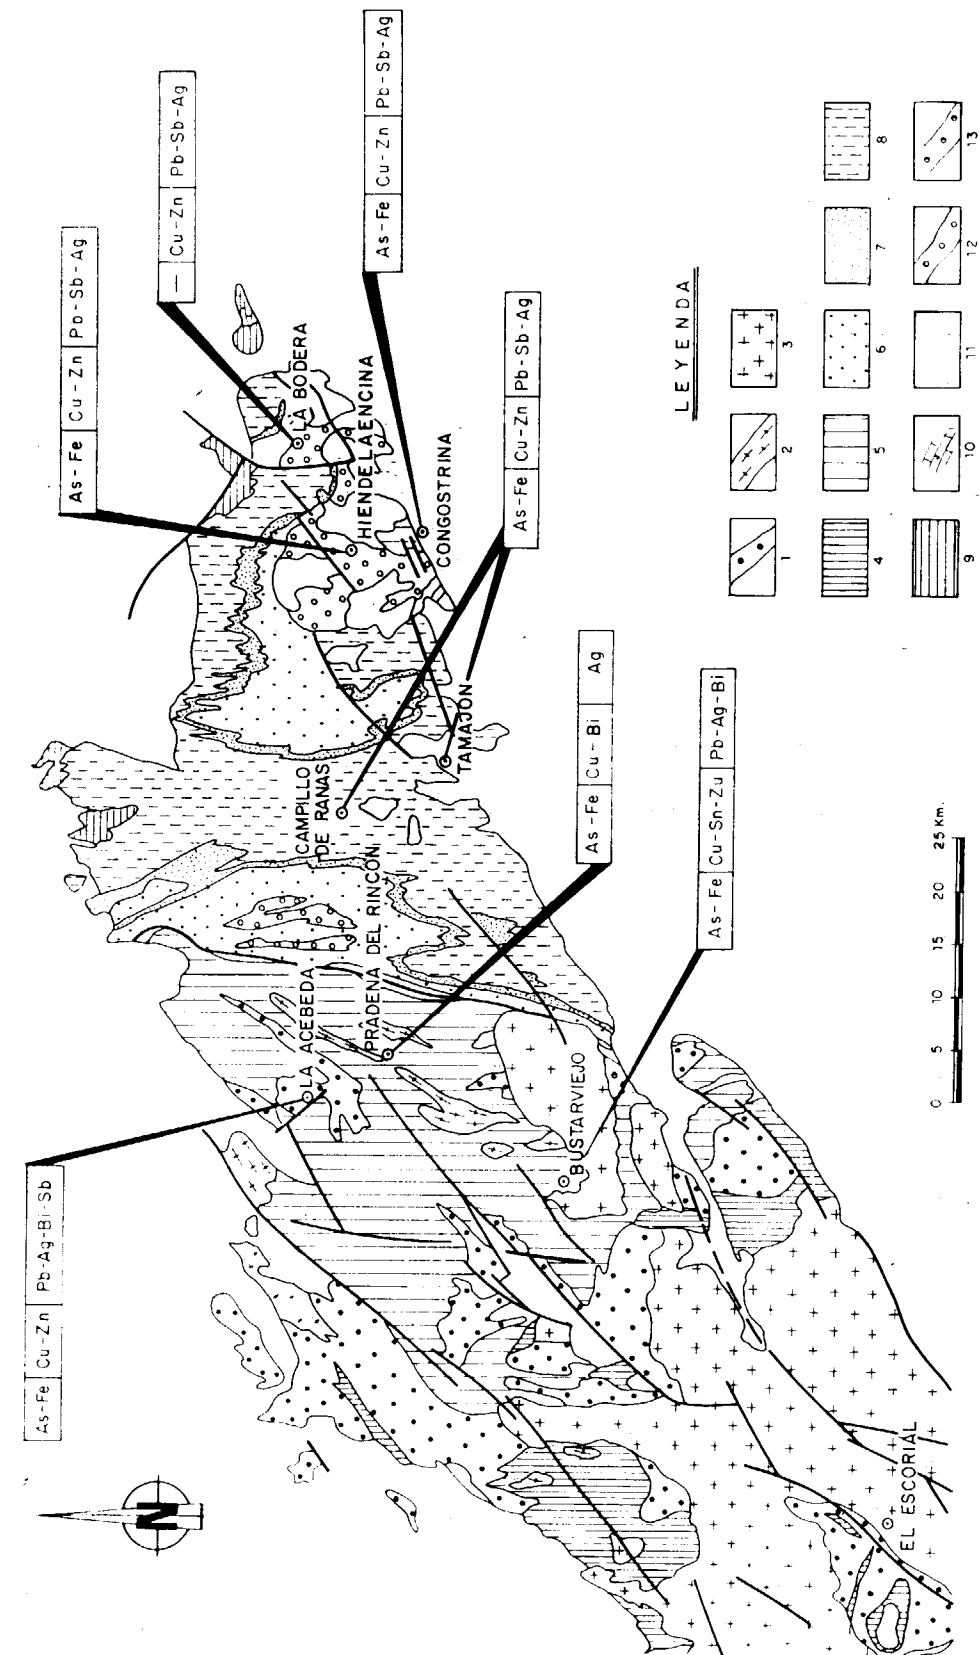 As-Fe Cu-Zn Pb-Ag-Bi-Sb
As-Fe Cu-Zn Pb-Sb-Ag
— Cu-Zn Pb-Sb-Ag
As-Fe Cu-Zn Pb-Sb-Ag
As-Fe Cu-Zn Pb-Sb-Ag
As-Fe Cu-Bi Ag
As-Fe Cu-Sn-Zu Pb-Ag-Bi
N
LA ACEBEDA
PRADENA DEL RINCON
CAMPILLO
DE RANAS
TAMAJON
HIENDELAENCINA
LA BODERA
CONGOSTRINA
BUSTARVIEJO
EL ESCORIAL
0 5 10 15 20 25 Km.
LEYENDA
1 2 3
4 5 6 7 8
9 10 11 12 13